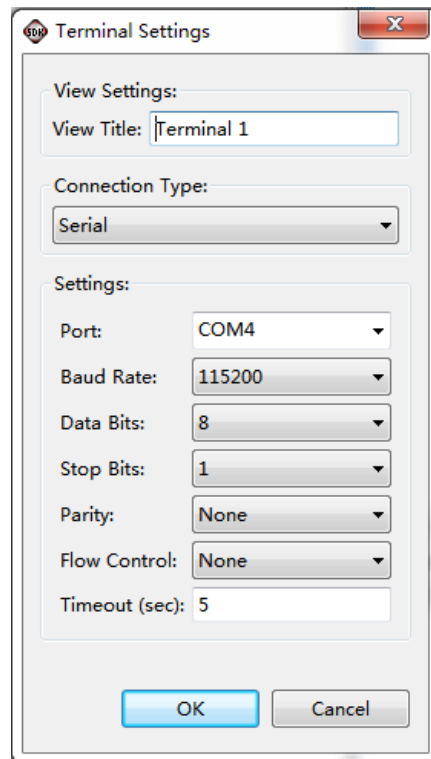 SDK Terminal Settings
View Settings:
View Title: Terminal 1
Connection Type:
Serial
Settings:
Port: COM4
Baud Rate: 115200
Data Bits: 8
Stop Bits: 1
Parity: None
Flow Control: None
Timeout (sec): 5
OK Cancel